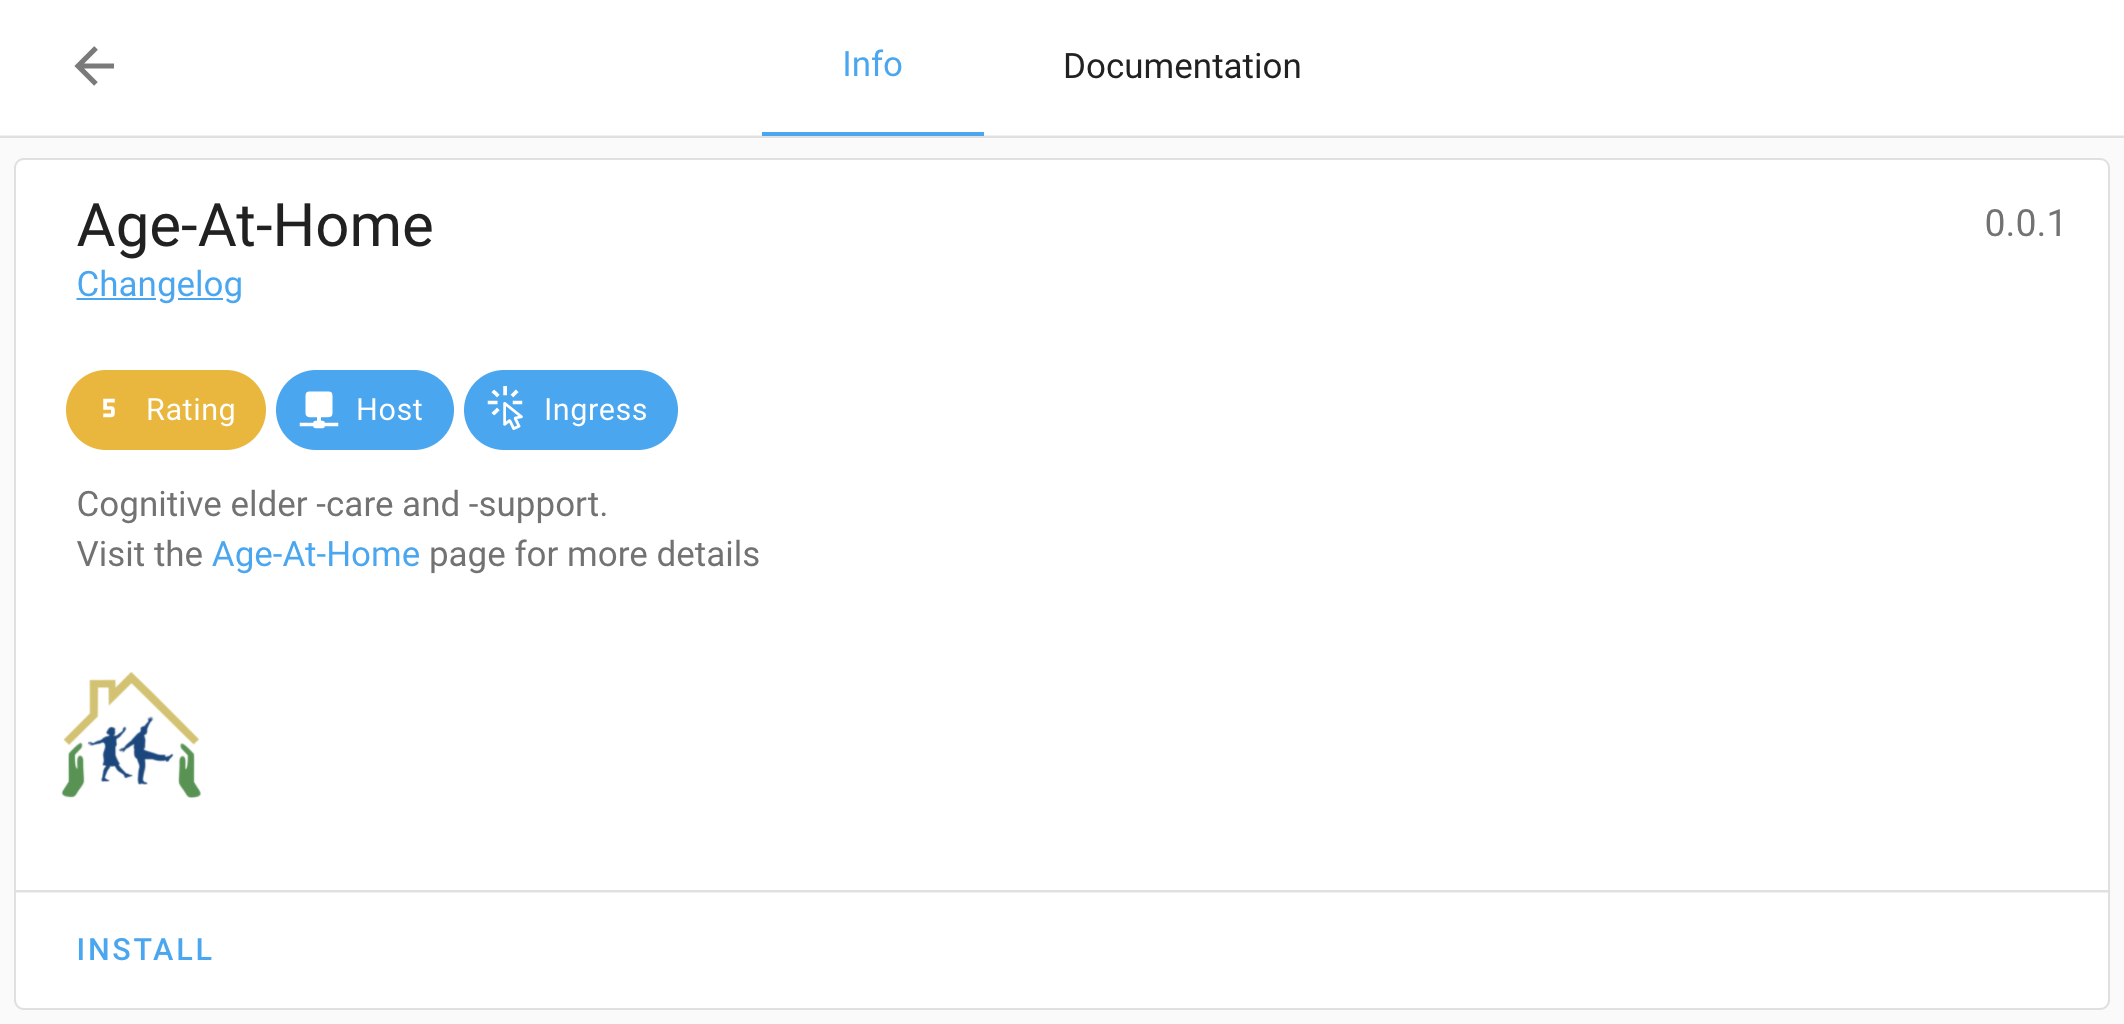 Info
Documentation
Age-At-Home
0.0.1
Changelog
5 Rating
Host
Ingress
Cognitive elder -care and -support.
Visit the Age-At-Home page for more details
INSTALL